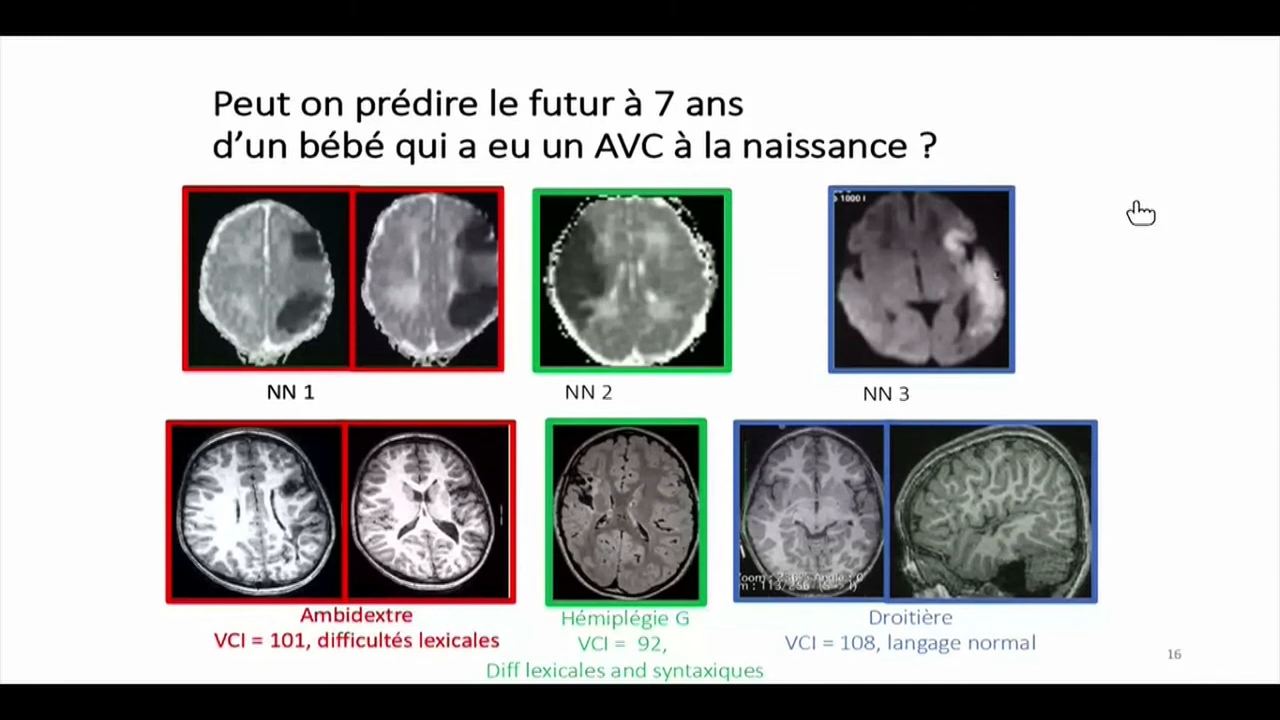 Peut on prédire le futur à 7 ans
d'un bébé qui a eu un AVC à la naissance ?
1000 l
NN 1
NN 2
NN 3
Ambidextre
VCI = 101, difficultés lexicales
Hémiplégie G
VCI = 92,
Diff lexicales and syntaxiques
Droitière
VCI = 108, langage normal
16